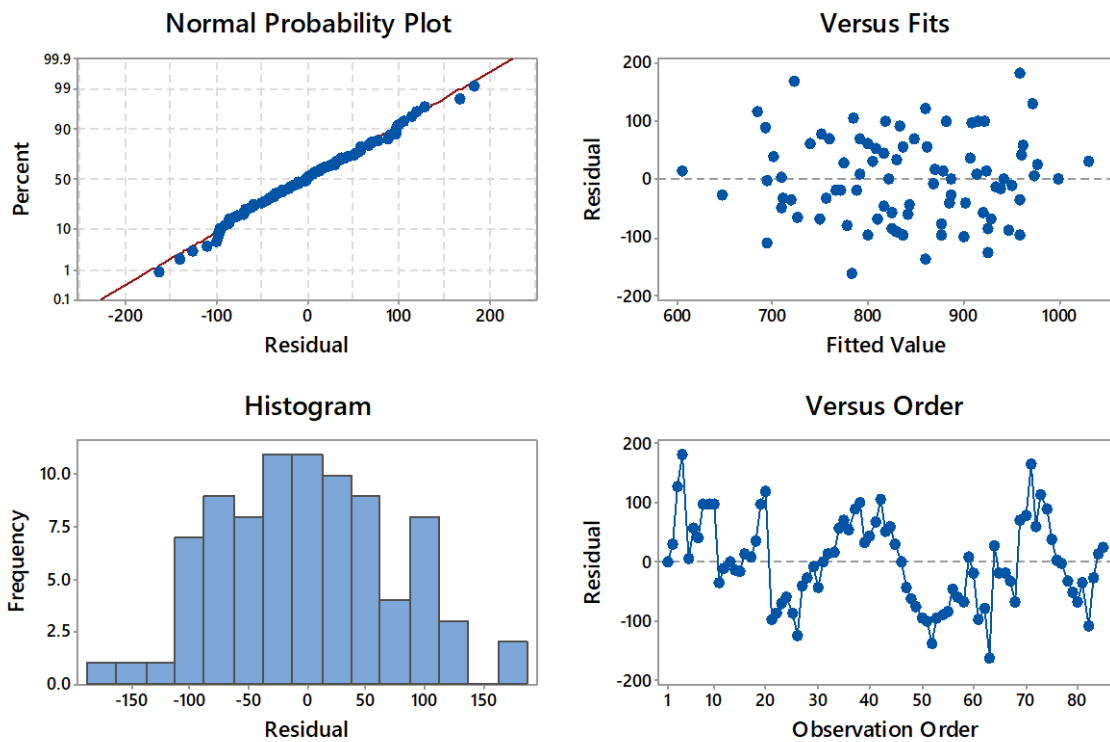 Normal Probability Plot
99.9
99
90
50
10
1
0.1
Percent
-200 -100 0 100 200
Residual
Versus Fits
200
100
0
-100
-200
Residual
600 700 800 900 1000
Fitted Value
Histogram
10.0
7.5
5.0
2.5
0.0
Frequency
-150 -100 -50 0 50 100 150
Residual
Versus Order
200
100
0
-100
-200
Residual
1 10 20 30 40 50 60 70 80
Observation Order